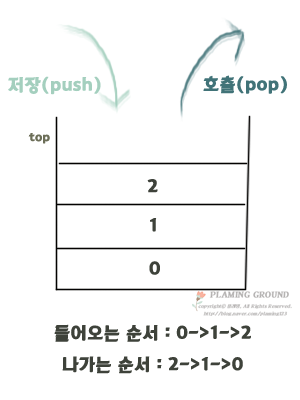 저장(push) 호출(pop)
top
2
1
0
PLAMING GROUND
들어오는 순서 : 0->1->2
나가는 순서 : 2->1->0